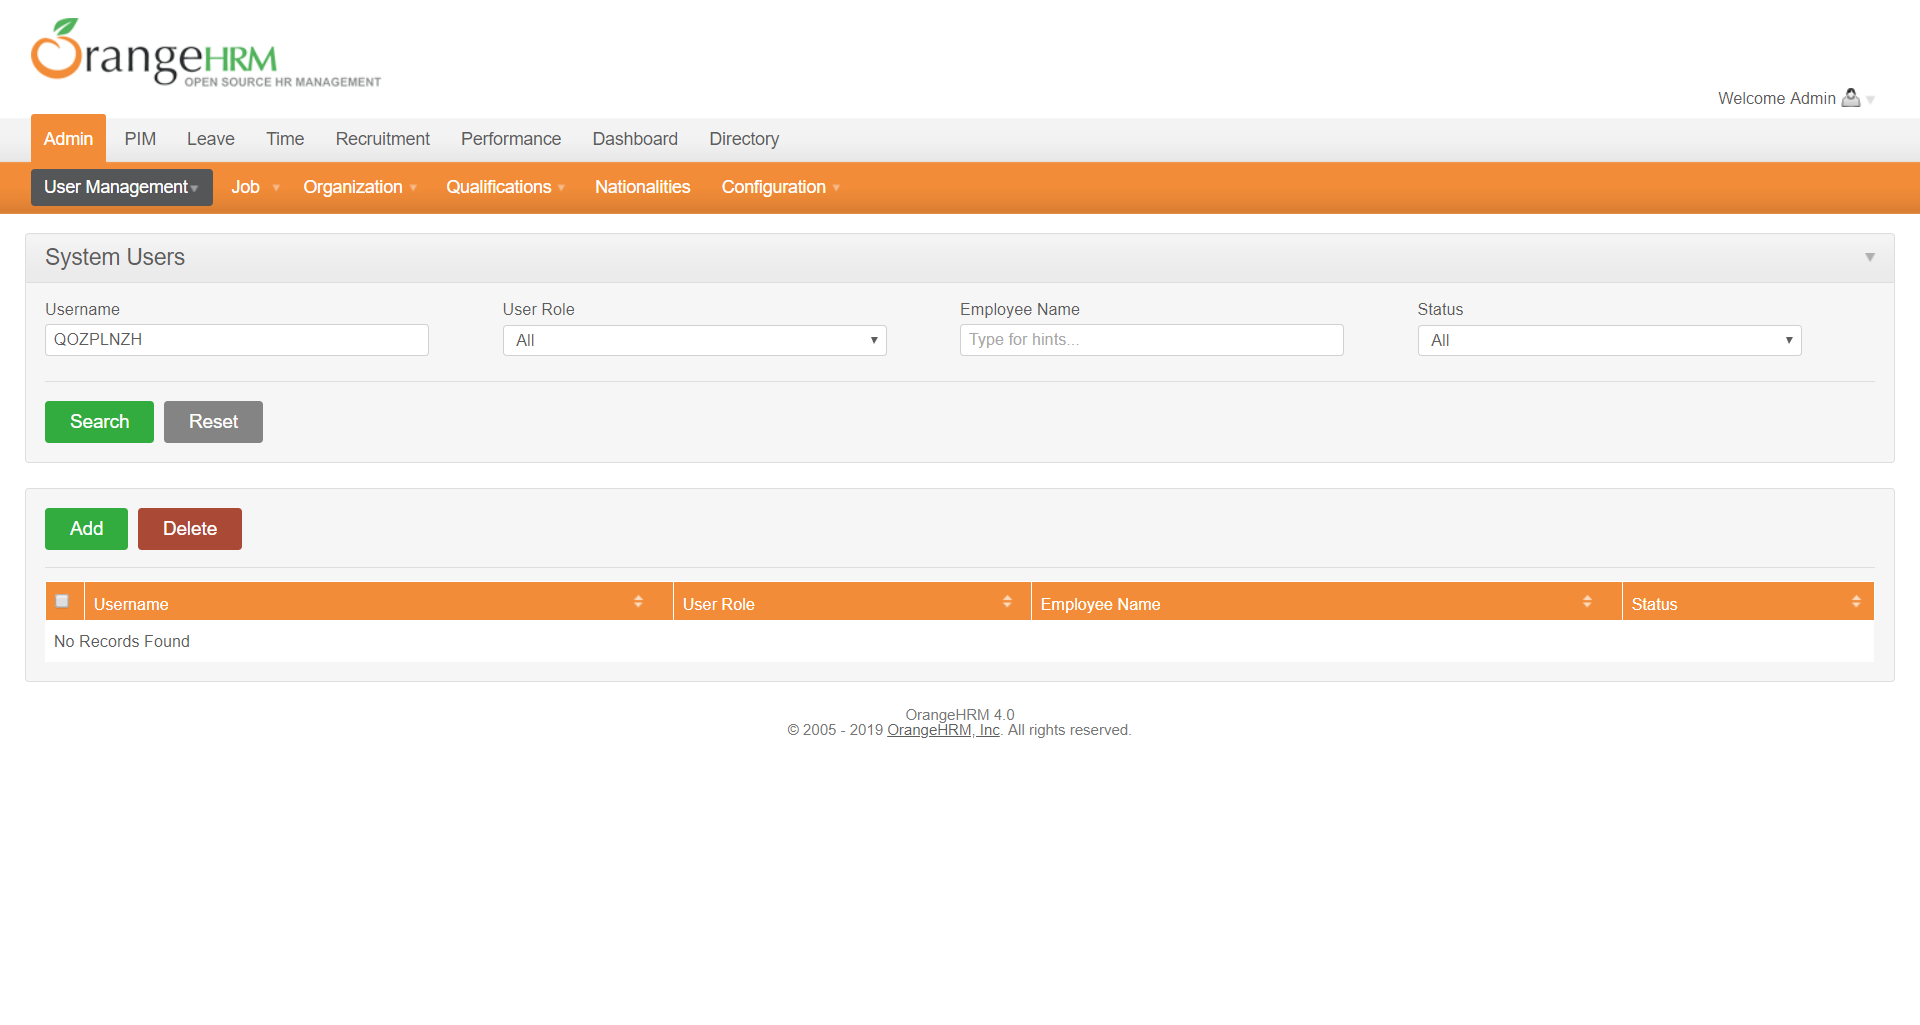 OrangeHRM
OPEN SOURCE HR MANAGEMENT
Welcome Admin
Admin PIM Leave Time Recruitment Performance Dashboard Directory
User Management Job Organization Qualifications Nationalities Configuration
System Users
Username User Role Employee Name Status
QOZPLNZH All Type for hints... All
Search Reset
Add Delete
Username User Role Employee Name Status
No Records Found
OrangeHRM 4.0
© 2005 - 2019 OrangeHRM, Inc. All rights reserved.